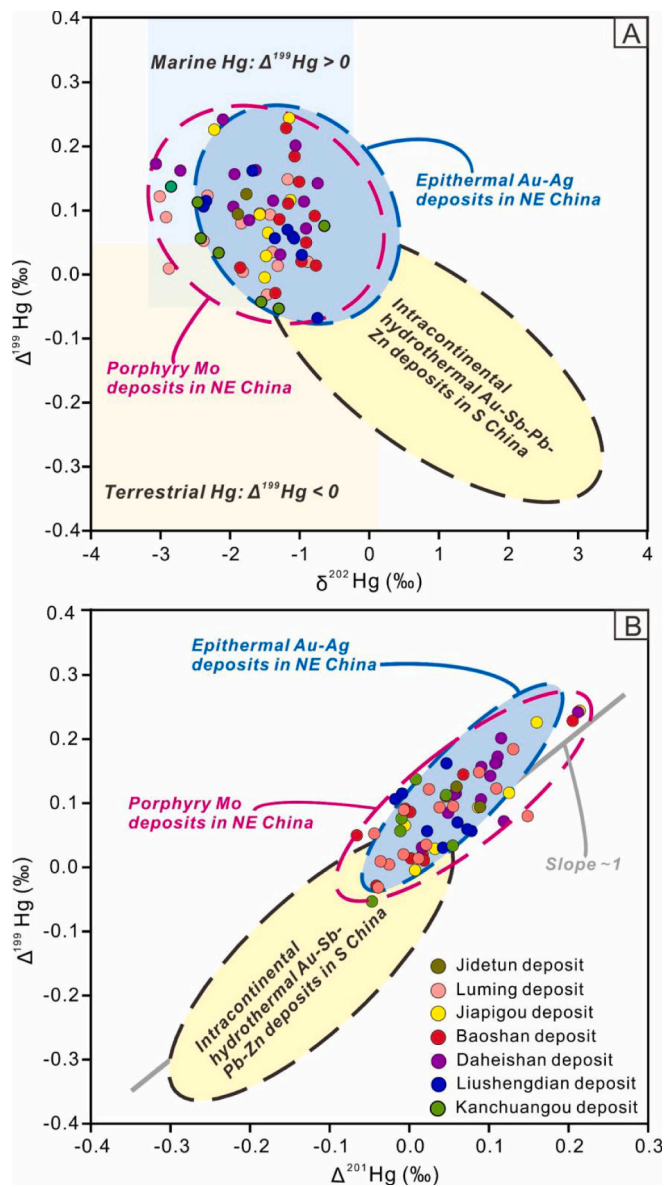 A
0.4
0.3
0.2
0.1
0.0
-0.1
-0.2
-0.3
-0.4
Δ¹⁹⁹Hg (‰)
Marine Hg: Δ¹⁹⁹Hg > 0
Epithermal Au-Ag
deposits in NE China
Porphyry Mo
deposits in NE China
Intracontinental
hydrothermal Au-Sb-Pb-
Zn deposits in S China
Terrestrial Hg: Δ¹⁹⁹Hg < 0
-4
-3
-2
-1
0
1
2
3
4
δ²⁰² Hg (‰)
B
0.4
0.3
0.2
0.1
0.0
-0.1
-0.2
-0.3
-0.4
Δ¹⁹⁹Hg (‰)
Epithermal Au-Ag
deposits in NE China
Porphyry Mo
deposits in NE China
Slope ~1
Intracontinental
hydrothermal Au-Sb-
Pb-Zn deposits in S China
Jidetun deposit
Luming deposit
Jiapigou deposit
Baoshan deposit
Daheishan deposit
Liushengdian deposit
Kanchuangou deposit
-0.4
-0.3
-0.2
-0.1
0.0
0.1
0.2
0.3
Δ²⁰¹Hg (‰)